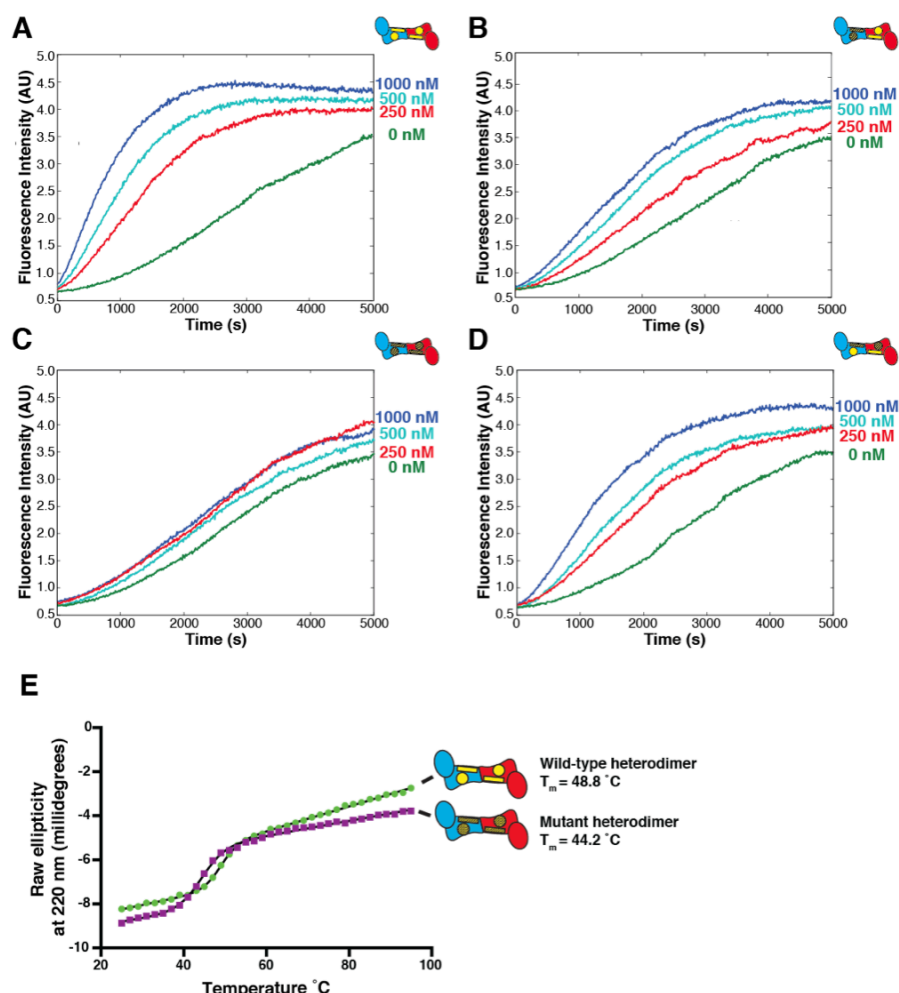 A
B
Fluorescence Intensity (AU)
5.0
4.5
4.0
3.5
3.0
2.5
2.0
1.5
1.0
0.5
0
1000
2000
3000
4000
5000
Time (s)
1000 nM
500 nM
250 nM
0 nM
Fluorescence Intensity (AU)
5.0
4.5
4.0
3.5
3.0
2.5
2.0
1.5
1.0
0.5
0
1000
2000
3000
4000
5000
Time (s)
1000 nM
500 nM
250 nM
0 nM
C
D
Fluorescence Intensity (AU)
5.0
4.5
4.0
3.5
3.0
2.5
2.0
1.5
1.0
0.5
0
1000
2000
3000
4000
5000
Time (s)
1000 nM
500 nM
250 nM
0 nM
Fluorescence Intensity (AU)
5.0
4.5
4.0
3.5
3.0
2.5
2.0
1.5
1.0
0.5
0
1000
2000
3000
4000
5000
Time (s)
1000 nM
500 nM
250 nM
0 nM
E
Raw ellipticity
at 220 nm (millidegrees)
0
-2
-4
-6
-8
-10
20
40
60
80
100
Temperature ˚C
Wild-type heterodimer
Tm = 48.8 ˚C
Mutant heterodimer
Tm = 44.2 ˚C